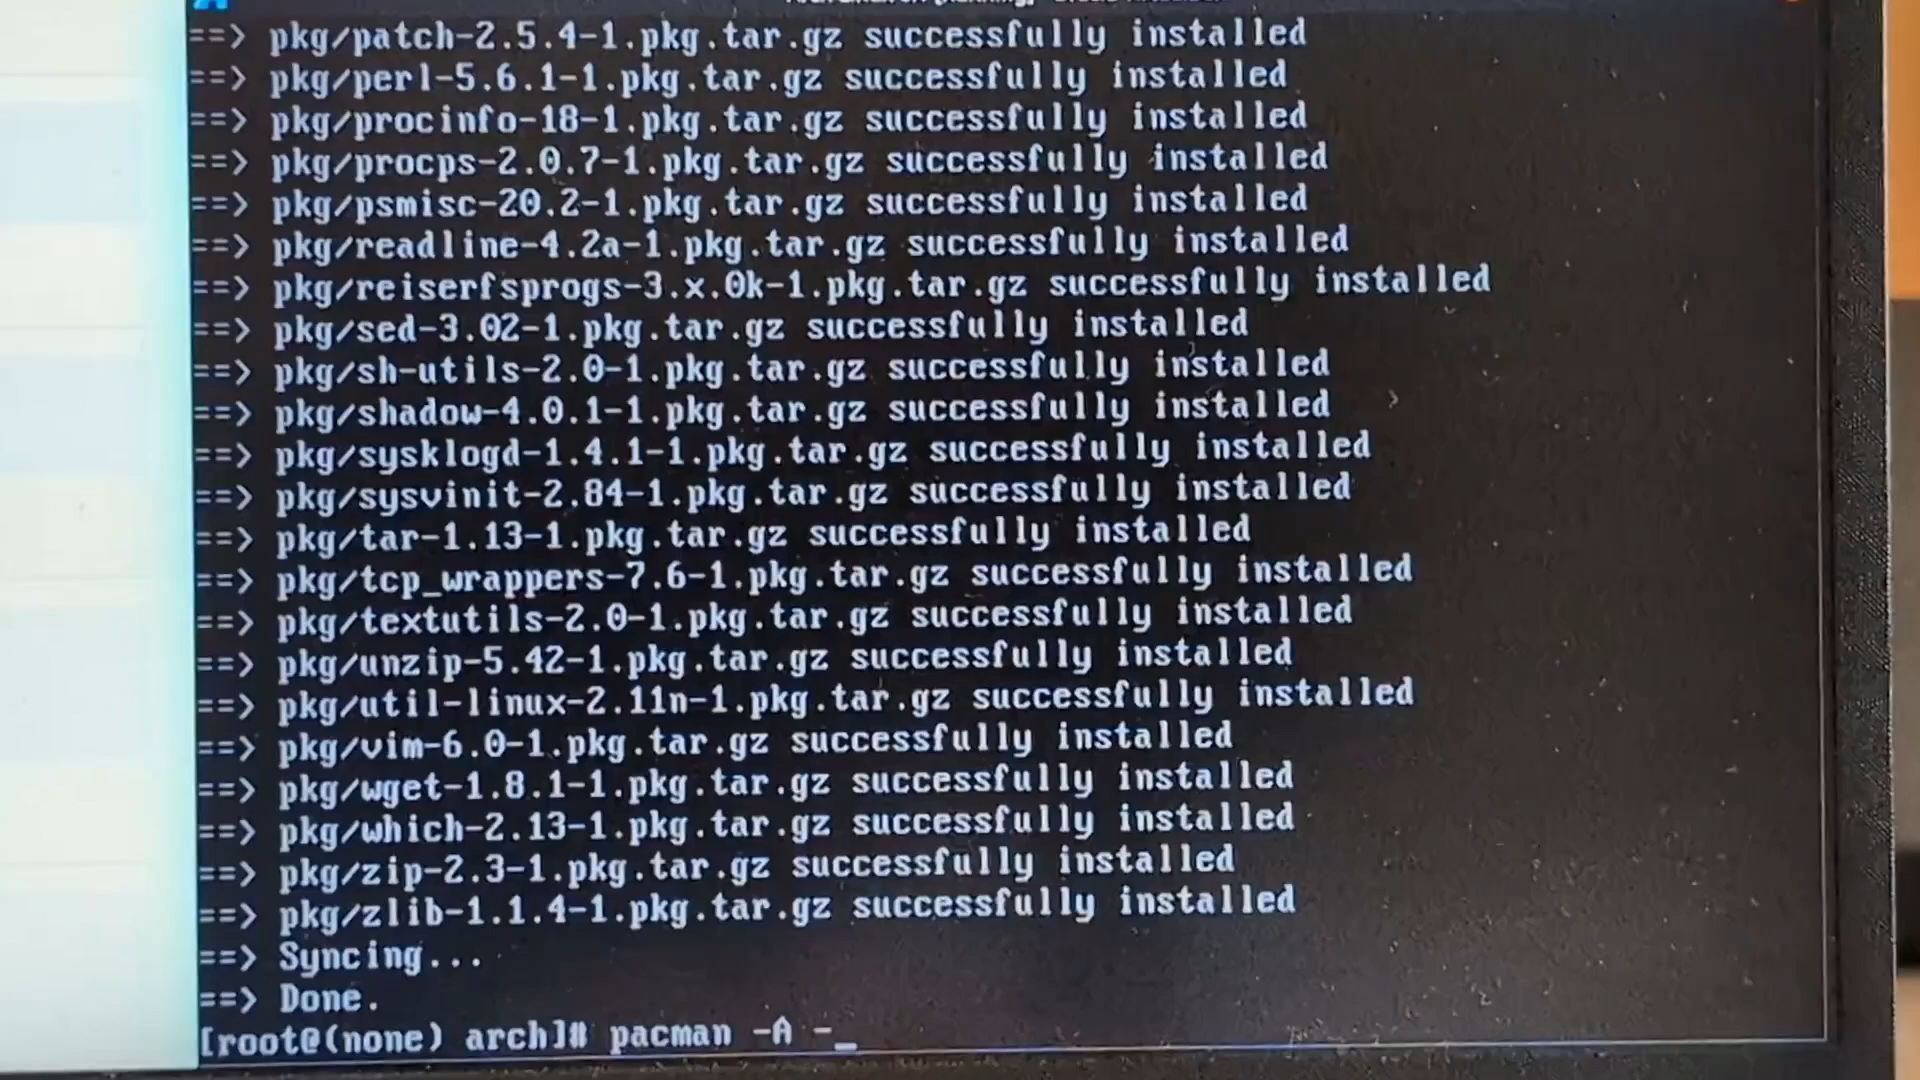 ==> pkg/patch-2.5.4-1.pkg.tar.gz successfully installed
==> pkg/perl-5.6.1-1.pkg.tar.gz successfully installed
==> pkg/procinfo-18-1.pkg.tar.gz successfully installed
==> pkg/procps-2.0.7-1.pkg.tar.gz successfully installed
==> pkg/psmisc-20.2-1.pkg.tar.gz successfully installed
==> pkg/readline-4.2a-1.pkg.tar.gz successfully installed
==> pkg/reiserfsprogs-3.x.0k-1.pkg.tar.gz successfully installed
==> pkg/sed-3.02-1.pkg.tar.gz successfully installed
==> pkg/sh-utils-2.0-1.pkg.tar.gz successfully installed
==> pkg/shadow-4.0.1-1.pkg.tar.gz successfully installed
==> pkg/sysklogd-1.4.1-1.pkg.tar.gz successfully installed
==> pkg/sysvinit-2.84-1.pkg.tar.gz successfully installed
==> pkg/tar-1.13-1.pkg.tar.gz successfully installed
==> pkg/tcp_wrappers-7.6-1.pkg.tar.gz successfully installed
==> pkg/textutils-2.0-1.pkg.tar.gz successfully installed
==> pkg/unzip-5.42-1.pkg.tar.gz successfully installed
==> pkg/util-linux-2.11n-1.pkg.tar.gz successfully installed
==> pkg/vim-6.0-1.pkg.tar.gz successfully installed
==> pkg/wget-1.8.1-1.pkg.tar.gz successfully installed
==> pkg/which-2.13-1.pkg.tar.gz successfully installed
==> pkg/zip-2.3-1.pkg.tar.gz successfully installed
==> pkg/zlib-1.1.4-1.pkg.tar.gz successfully installed
==> Syncing...
==> Done.
[root@(none) arch]# pacman -A -_